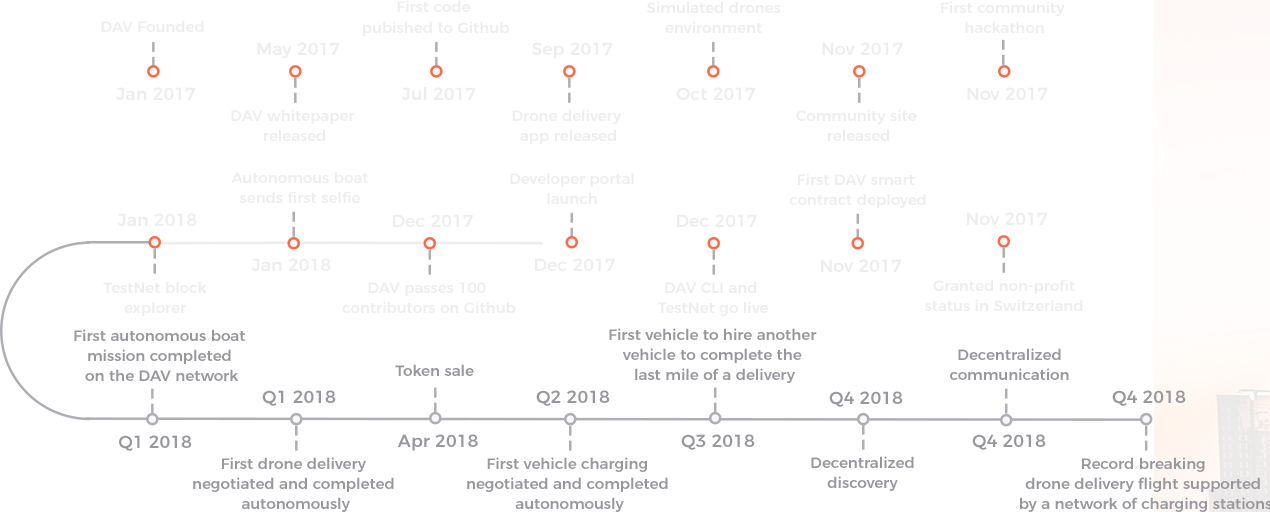 DAV Founded
Jan 2017
May 2017
DAV whitepaper
released
First code
pubished to Github
Jul 2017
Sep 2017
Drone delivery
app released
Simulated drones
environment
Oct 2017
Nov 2017
Community site
released
First community
hackathon
Nov 2017
Jan 2018
TestNet block
explorer
Autonomous boat
sends first selfie
Jan 2018
Dec 2017
DAV passes 100
contributors on Github
Developer portal
launch
Dec 2017
Dec 2017
DAV CLI and
TestNet go live
First DAV smart
contract deployed
Nov 2017
Nov 2017
Granted non-profit
status in Switzerland
First autonomous boat
mission completed
on the DAV network
Q1 2018
Q1 2018
First drone delivery
negotiated and completed
autonomously
Token sale
Apr 2018
Q2 2018
First vehicle charging
negotiated and completed
autonomously
First vehicle to hire another
vehicle to complete the
last mile of a delivery
Q3 2018
Q4 2018
Decentralized
discovery
Decentralized
communication
Q4 2018
Q4 2018
Record breaking
drone delivery flight supported
by a network of charging stations